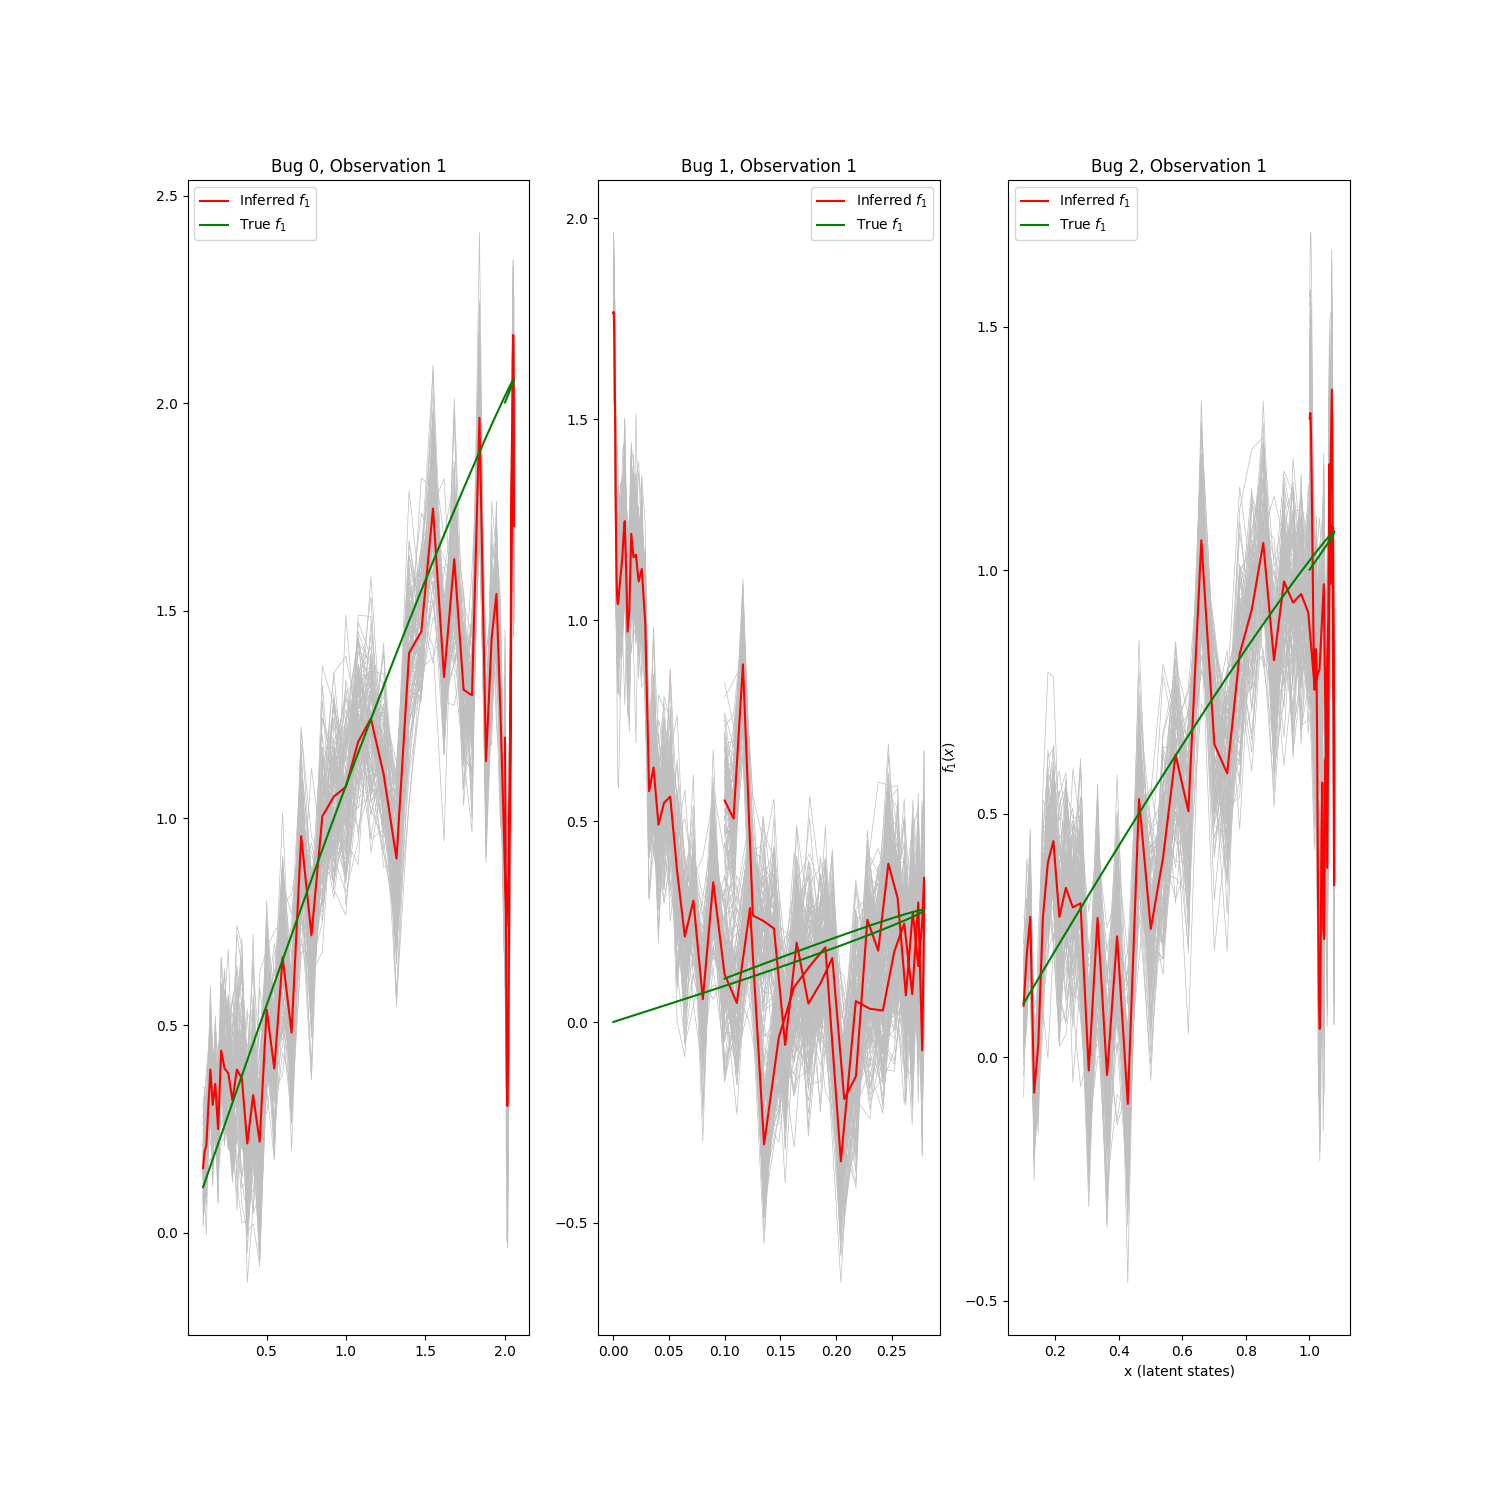 Bug 0, Observation 1
Inferred f₁
True f₁
2.5
2.0
1.5
1.0
0.5
0.0
0.5
1.0
1.5
2.0
Bug 1, Observation 1
Inferred f₁
True f₁
2.0
1.5
1.0
0.5
0.0
−0.5
0.00
0.05
0.10
0.15
0.20
0.25
Bug 2, Observation 1
Inferred f₁
True f₁
f₁(x)
1.5
1.0
0.5
0.0
−0.5
0.2
0.4
0.6
0.8
1.0
x (latent states)